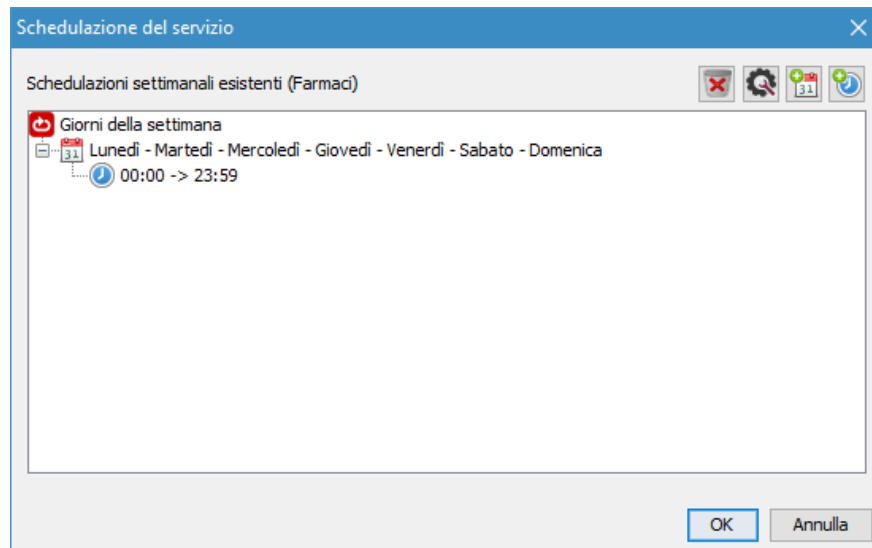 Schedulazione del servizio
Schedulazioni settimanali esistenti (Farmaci)
Giorni della settimana
Lunedì - Martedì - Mercoledì - Giovedì - Venerdì - Sabato - Domenica
00:00 -> 23:59
OK Annulla